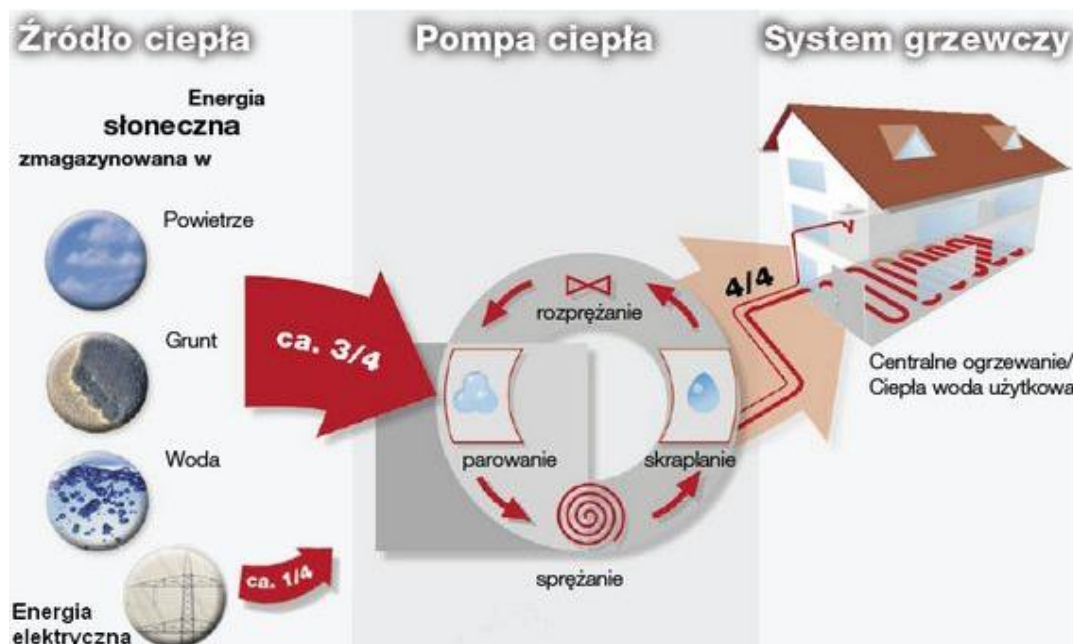 Źródło ciepła
Pompa ciepła
System grzewczy
Energia
słoneczna
zmagazynowana w
Powietrze
Grunt
Woda
Energia
elektryczna
ca. 3/4
ca. 1/4
rozprężanie
parowanie
skraplanie
sprężanie
4/4
Centralne ogrzewanie/
Ciepła woda użytkowa